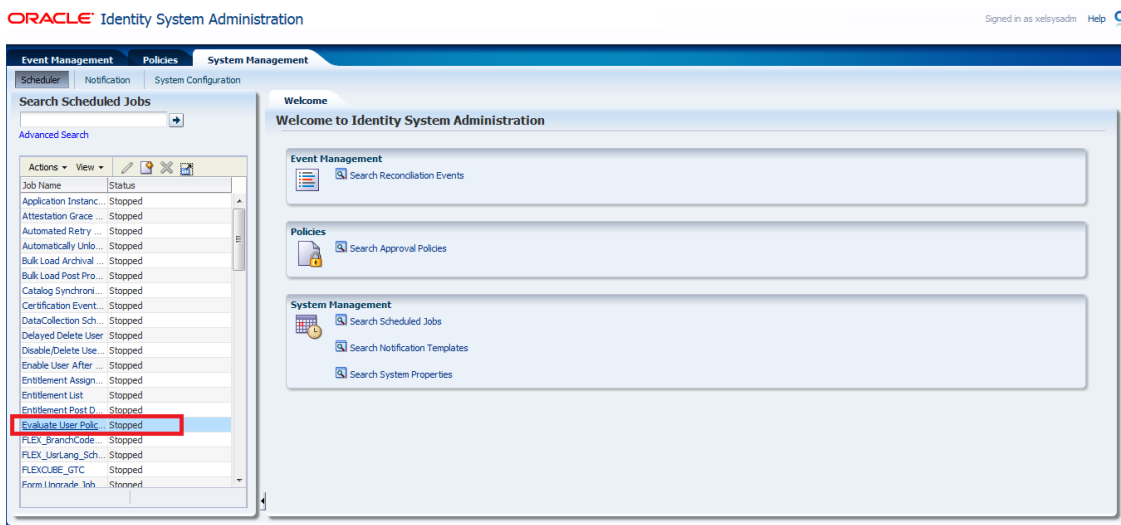 ORACLE® Identity System Administration
Signed in as xelsysadm Help
Event Management Policies System Management
Scheduler Notification System Configuration
Search Scheduled Jobs
Advanced Search
Actions View
Job Name Status
Application Instanc... Stopped
Attestation Grace ... Stopped
Automated Retry ... Stopped
Automatically Unlo... Stopped
Bulk Load Archival ... Stopped
Bulk Load Post Pro... Stopped
Catalog Synchroni... Stopped
Certification Event... Stopped
DataCollection Sch... Stopped
Delayed Delete User Stopped
Disable/Delete Use... Stopped
Enable User After ... Stopped
Entitlement Assign... Stopped
Entitlement List Stopped
Entitlement Post D... Stopped
Evaluate User Polic... Stopped
FLEX_BranchCode... Stopped
FLEX_UsrLang_Sch... Stopped
FLEXCUBE_GTC Stopped
Form Upgrade Job Stopped
Welcome
Welcome to Identity System Administration
Event Management
Search Reconciliation Events
Policies
Search Approval Policies
System Management
Search Scheduled Jobs
Search Notification Templates
Search System Properties